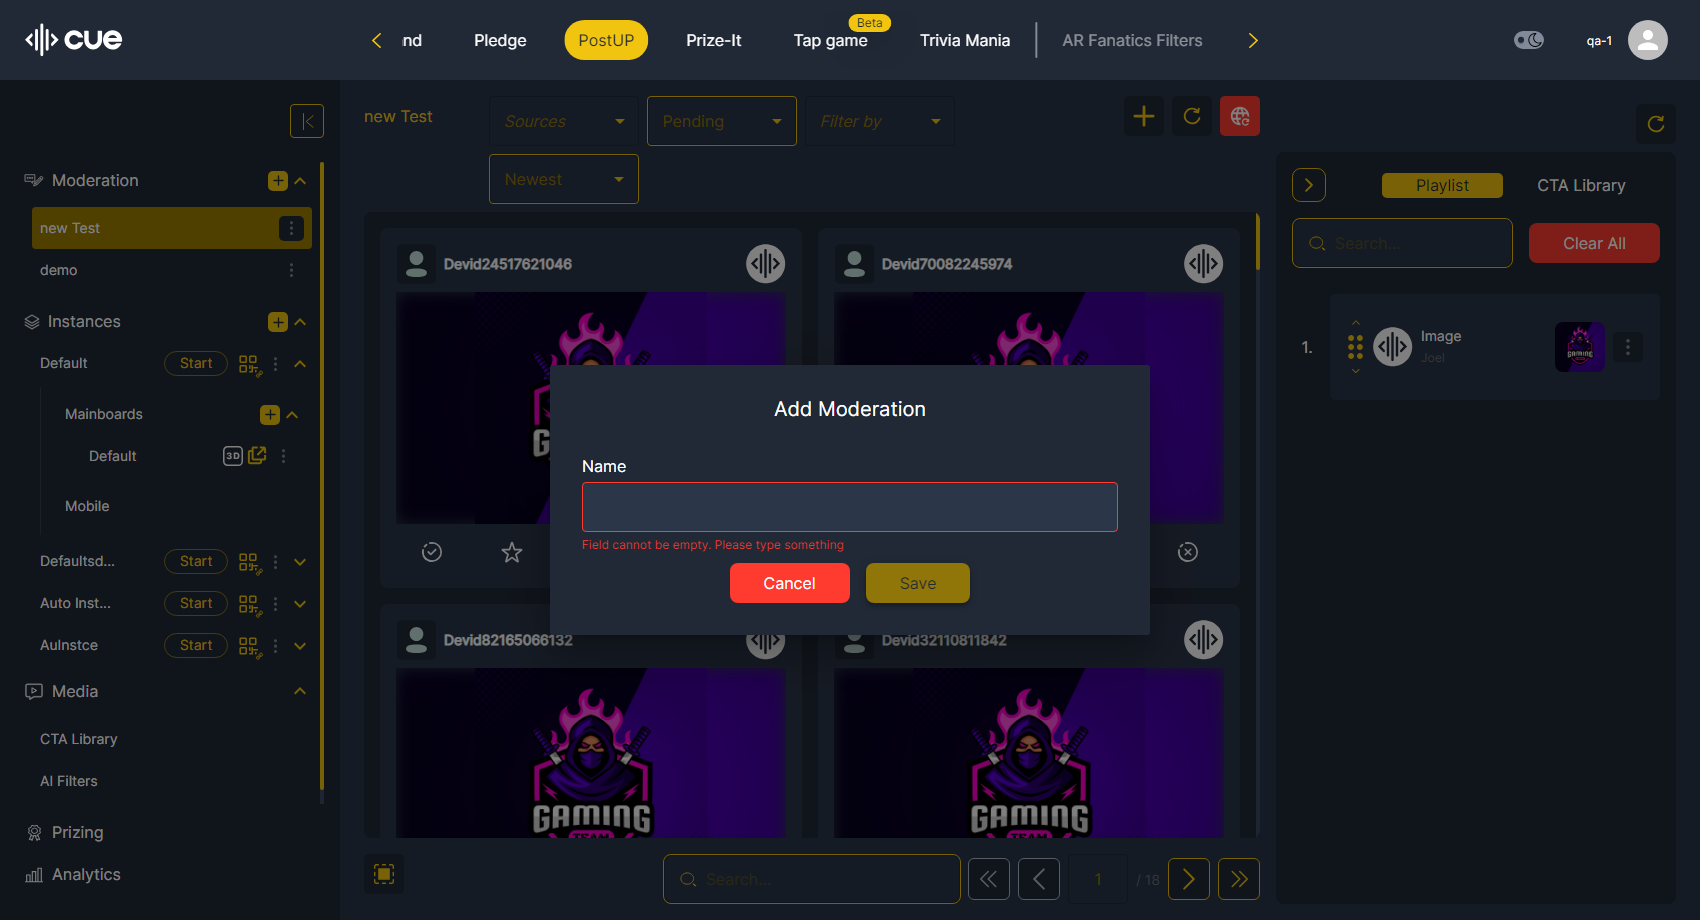 cue
nd
Pledge
PostUP
Prize-It
Tap game
Beta
Trivia Mania
AR Fanatics Filters
qa-1
Moderation
new Test
demo
Instances
Default
Start
Mainboards
Default
3D
Mobile
Defaultsd...
Start
Auto Inst...
Start
AuInstce
Start
Media
CTA Library
AI Filters
Prizing
Analytics
new Test
Sources
Pending
Filter by
Newest
Devid24517621046
Devid70082245974
Devid82165066132
GAMING
TEAM
Devid32110811842
GAMING
TEAM
Add Moderation
Name
Field cannot be empty. Please type something
Cancel
Save
Search...
1
/ 18
Playlist
CTA Library
Search...
Clear All
1.
Image
Joel
GAMING